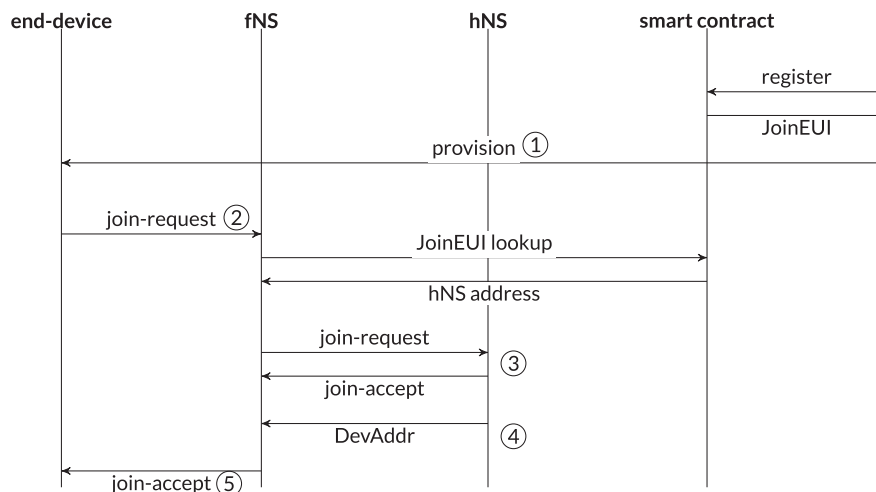 end-device fNS hNS smart contract
register
JoinEUI
provision 1
join-request 2
JoinEUI lookup
hNS address
join-request
3
join-accept
DevAddr 4
join-accept 5